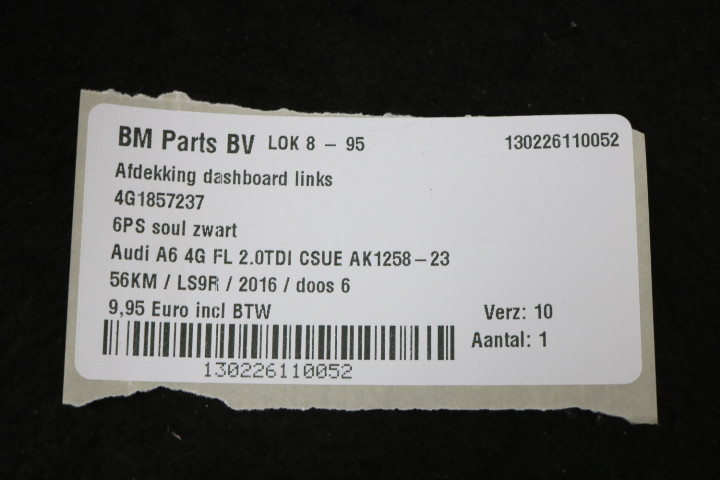 BM Parts BV LOK 8 - 95 130226110052
Afdekking dashboard links
4G1857237
6PS soul zwart
Audi A6 4G FL 2.0TDI CSUE AK1258-23
56KM / LS9R / 2016 / doos 6
9,95 Euro incl BTW Verz: 10
Aantal: 1
130226110052